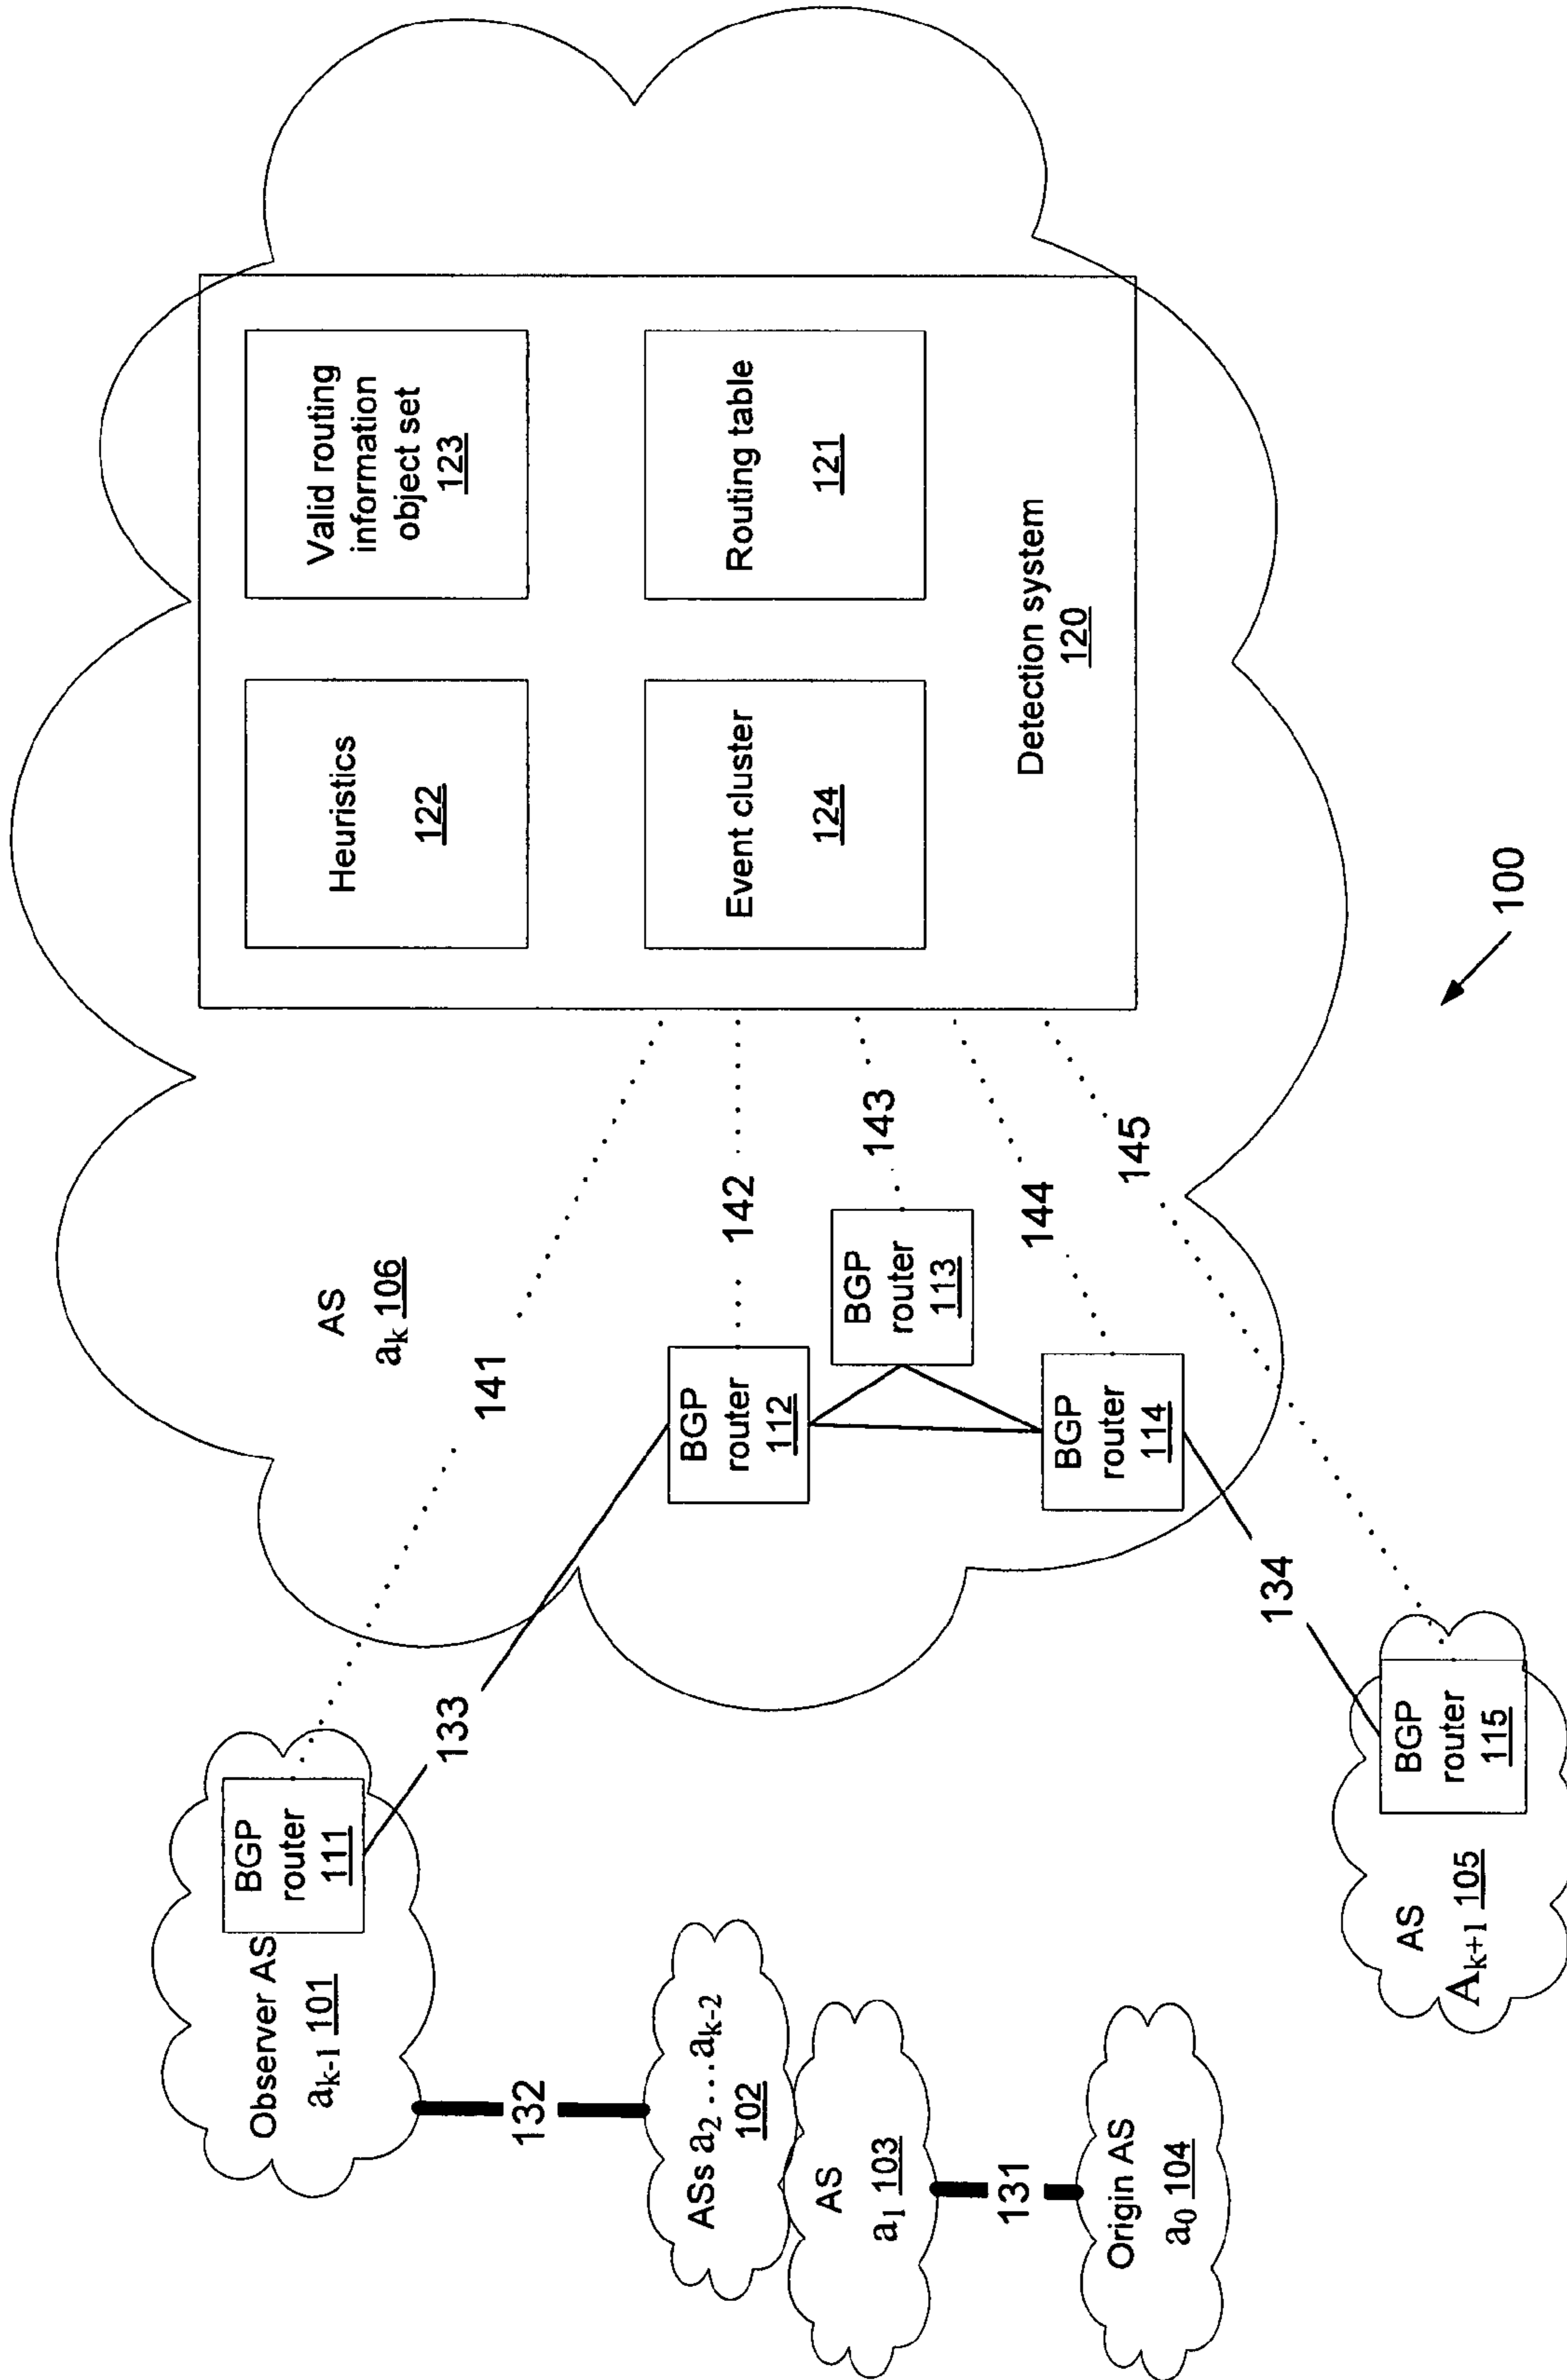 Observer AS
a_{k-1} 101
BGP
router
111
132
133
ASs a_2 ... a_{k-2}
102
AS
a_1 103
131
Origin AS
a_0 104
AS
A_{k+1} 105
BGP
router
115
134
AS
a_k 106
141
BGP
router
112
BGP
router
113
BGP
router
114
142
143
144
145
Heuristics
122
Valid routing
information
object set
123
Event cluster
124
Routing table
121
Detection system
120
100